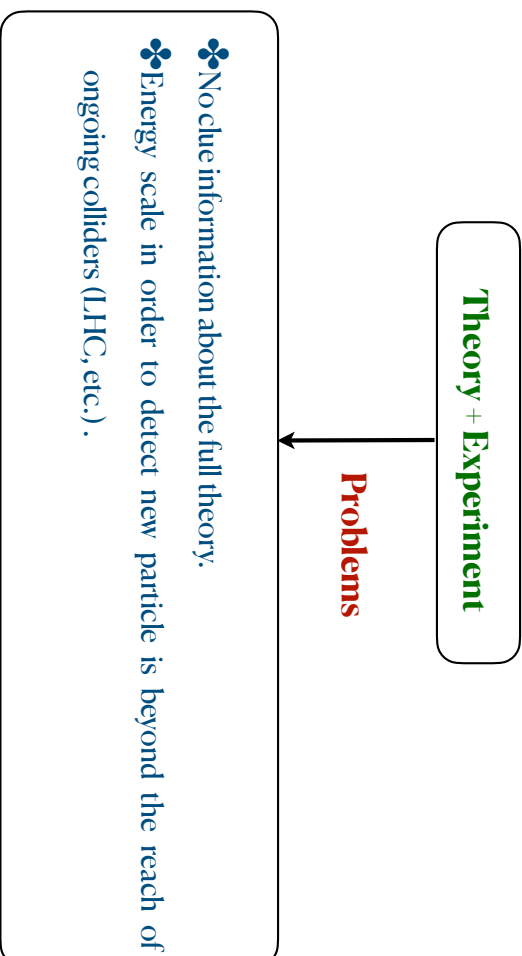 Theory + Experiment
Problems
✤No clue information about the full theory.
✤Energy scale in order to detect new particle is beyond the reach of
ongoing colliders (LHC, etc.) .